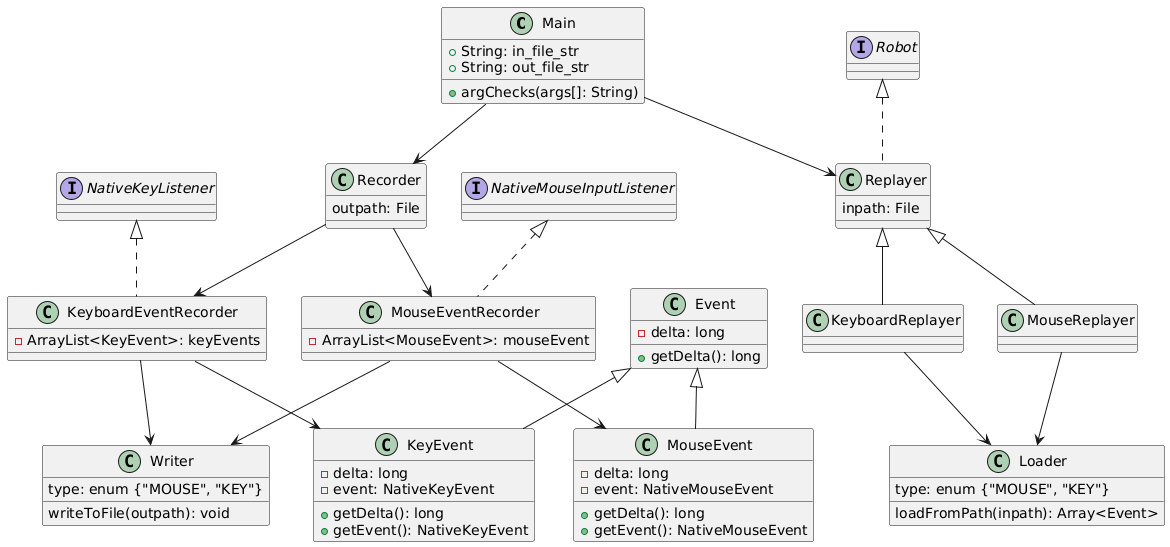 C Main
String: in_file_str
String: out_file_str
argChecks(args[]: String)
I Robot
I NativeKeyListener
C Recorder
outpath: File
I NativeMouseInputListener
C Replayer
inpath: File
C KeyboardEventRecorder
ArrayList<KeyEvent>: keyEvents
C MouseEventRecorder
ArrayList<MouseEvent>: mouseEvent
C Event
delta: long
getDelta(): long
C KeyboardReplayer
C MouseReplayer
C Writer
type: enum {"MOUSE", "KEY"}
writeToFile(outpath): void
C KeyEvent
delta: long
event: NativeKeyEvent
getDelta(): long
getEvent(): NativeKeyEvent
C MouseEvent
delta: long
event: NativeMouseEvent
getDelta(): long
getEvent(): NativeMouseEvent
C Loader
type: enum {"MOUSE", "KEY"}
loadFromPath(inpath): Array<Event>